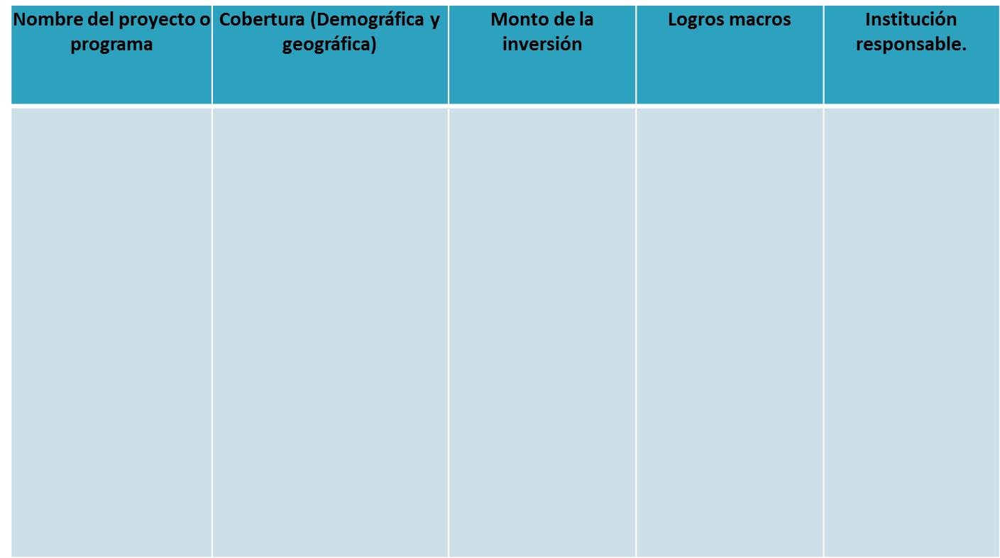 Nombre del proyecto o
programa
Cobertura (Demográfica y
geográfica)
Monto de la
inversión
Logros macros
Institución
responsable.